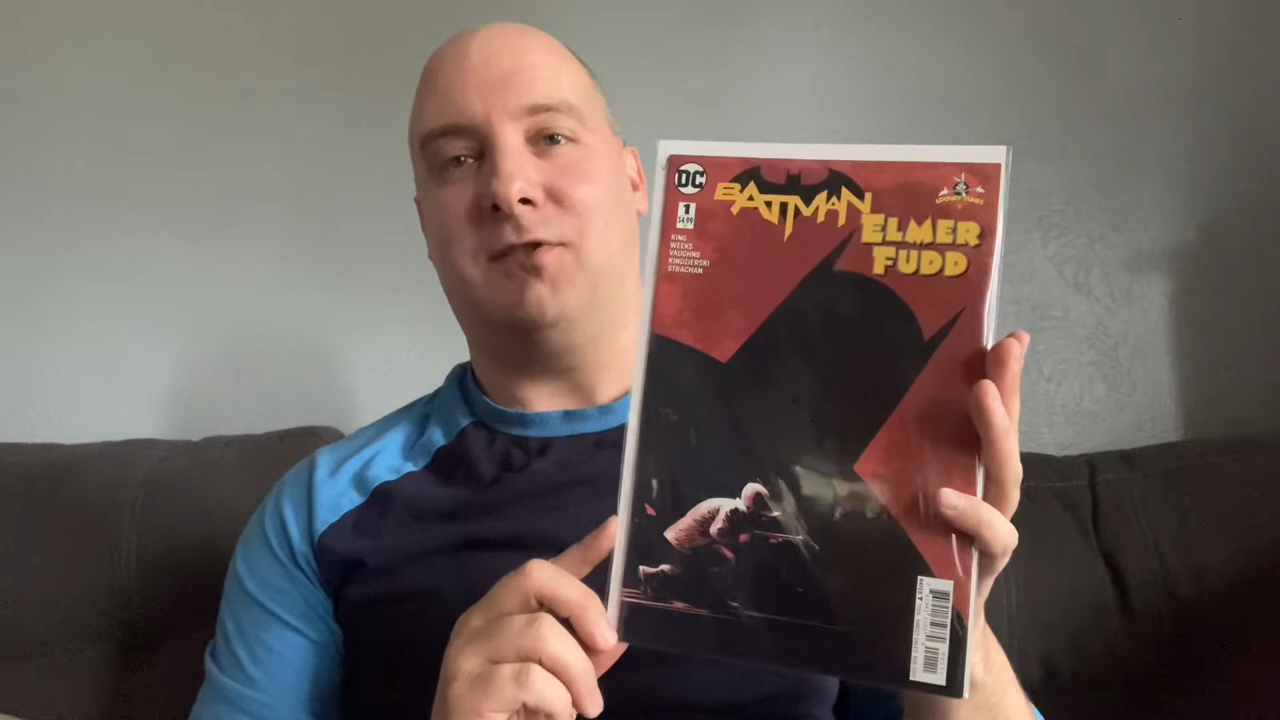 DC
BATMAN
LOONEY TUNES
1
$4.99
ELMER
FUDD
KING
WEEKS
VAUGHNS
KINDZIERSKI
STRACHAN